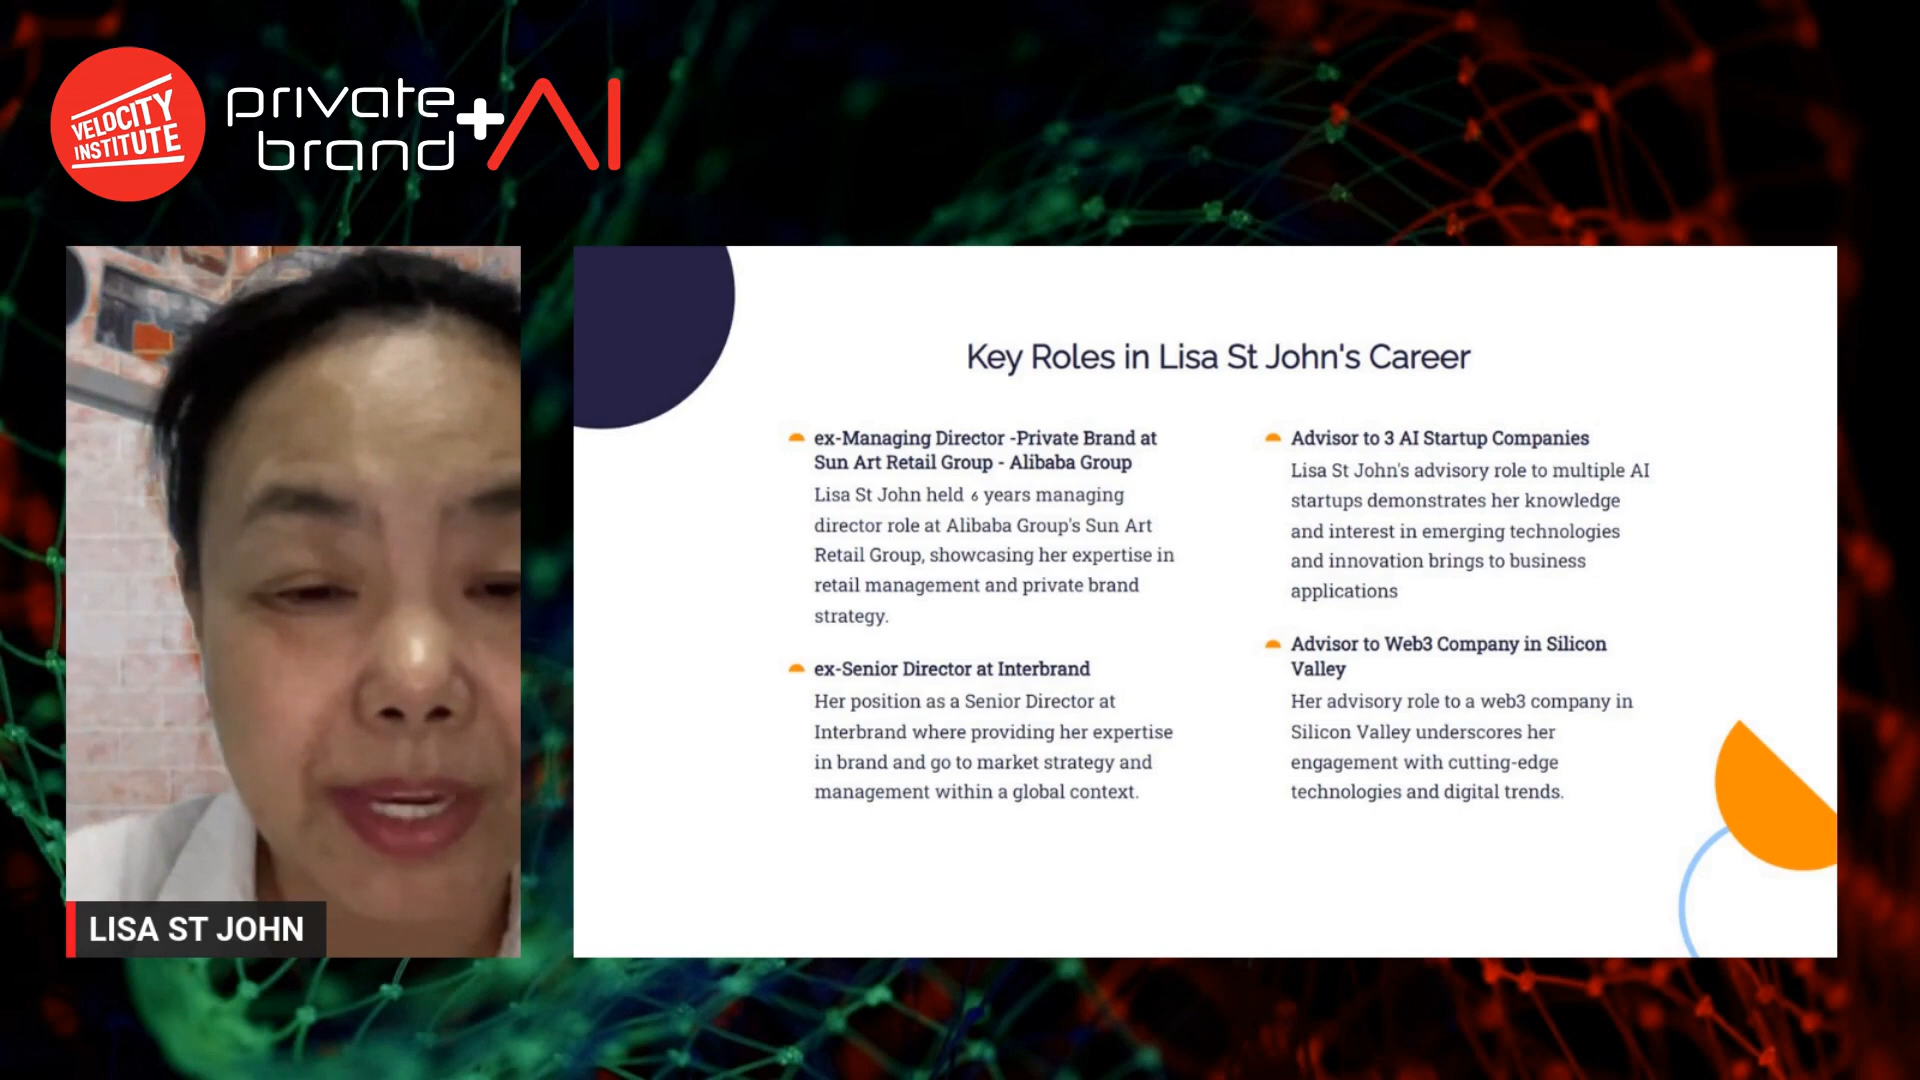 VELOCITY
INSTITUTE
private
brand
+AI
Key Roles in Lisa St John's Career
ex-Managing Director -Private Brand at
Sun Art Retail Group - Alibaba Group
Lisa St John held 6 years managing
director role at Alibaba Group's Sun Art
Retail Group, showcasing her expertise in
retail management and private brand
strategy.
ex-Senior Director at Interbrand
Her position as a Senior Director at
Interbrand where providing her expertise
in brand and go to market strategy and
management within a global context.
Advisor to 3 AI Startup Companies
Lisa St John's advisory role to multiple AI
startups demonstrates her knowledge
and interest in emerging technologies
and innovation brings to business
applications
Advisor to Web3 Company in Silicon
Valley
Her advisory role to a web3 company in
Silicon Valley underscores her
engagement with cutting-edge
technologies and digital trends.
LISA ST JOHN